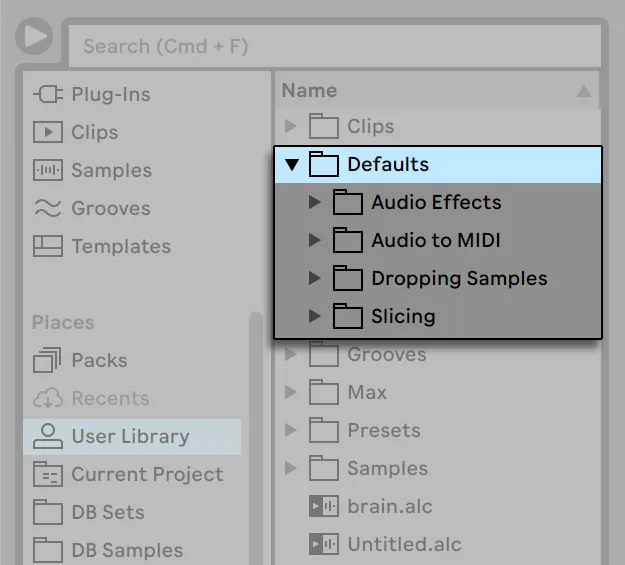 Search (Cmd + F)
Plug-Ins
Clips
Samples
Grooves
Templates
Places
Packs
Recents
User Library
Current Project
DB Sets
DB Samples
Name
Clips
Defaults
Audio Effects
Audio to MIDI
Dropping Samples
Slicing
Grooves
Max
Presets
Samples
brain.alc
Untitled.alc